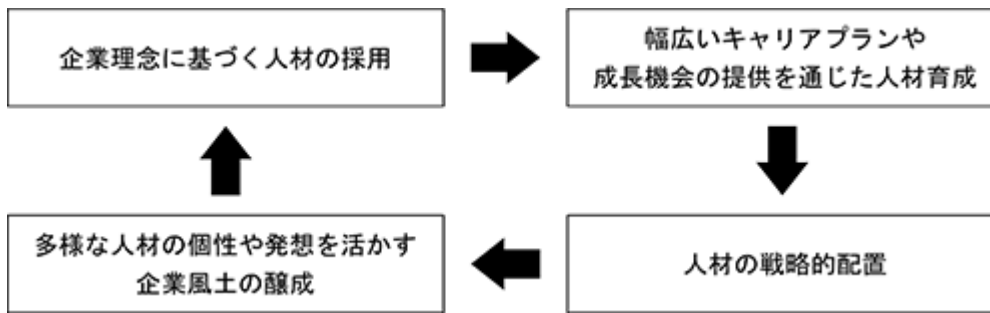 企業理念に基づく人材の採用
幅広いキャリアプランや
成長機会の提供を通じた人材育成
人材の戦略的配置
多様な人材の個性や発想を活かす
企業風土の醸成